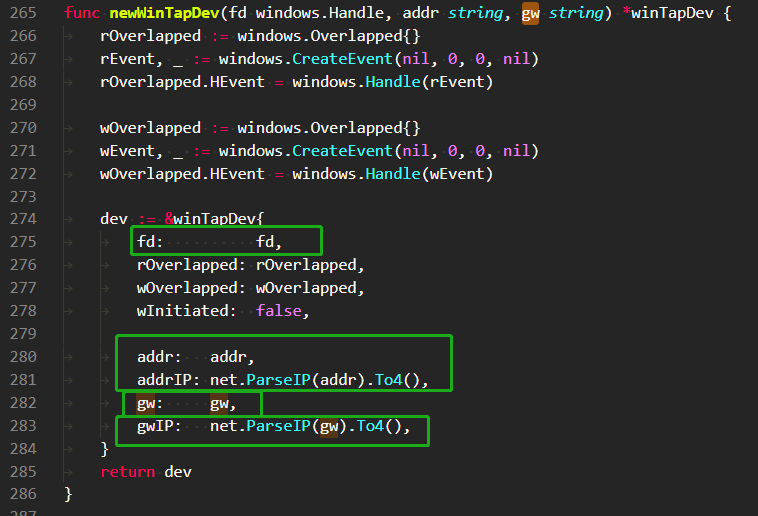 265 func newWinTapDev(fd windows.Handle, addr string, gw string) *winTapDev {
266 rOverlapped := windows.Overlapped{}
267 rEvent, _ := windows.CreateEvent(nil, 0, 0, nil)
268 rOverlapped.HEvent = windows.Handle(rEvent)
269
270 wOverlapped := windows.Overlapped{}
271 wEvent, _ := windows.CreateEvent(nil, 0, 0, nil)
272 wOverlapped.HEvent = windows.Handle(wEvent)
273
274 dev := &winTapDev{
275 fd: fd,
276 rOverlapped: rOverlapped,
277 wOverlapped: wOverlapped,
278 wInitiated: false,
279
280 addr: addr,
281 addrIP: net.ParseIP(addr).To4(),
282 gw: gw,
283 gwIP: net.ParseIP(gw).To4(),
284 }
285 return dev
286 }
287